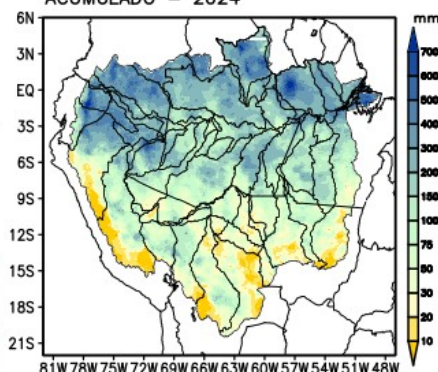 ACUMULADO – 2024
mm
6N
3N
EQ
3S
6S
9S
12S
15S
18S
21S
700
600
500
400
300
200
150
100
75
50
30
20
10
81W 78W 75W 72W 69W 66W 63W 60W 57W 54W 51W 48W